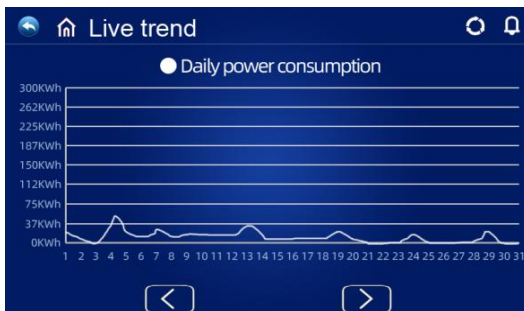 Live trend
Daily power consumption
300KWh
262KWh
225KWh
187KWh
150KWh
112KWh
75KWh
37KWh
0KWh
1 2 3 4 5 6 7 8 9 10 11 12 13 14 15 16 17 18 19 20 21 22 23 24 25 26 27 28 29 30 31